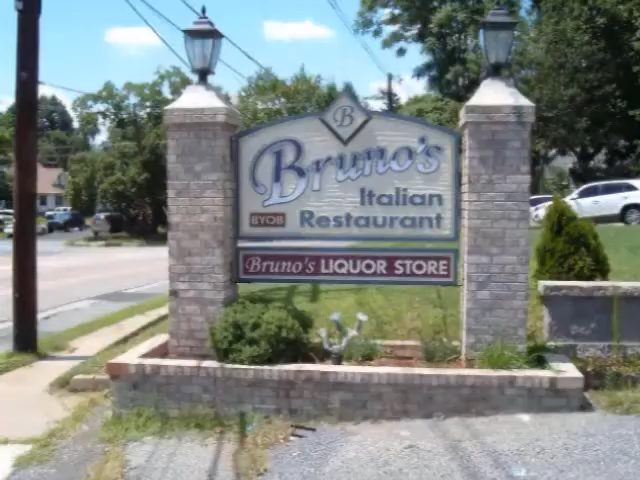 B
Bruno's
Italian
BYOB Restaurant
Bruno's LIQUOR STORE